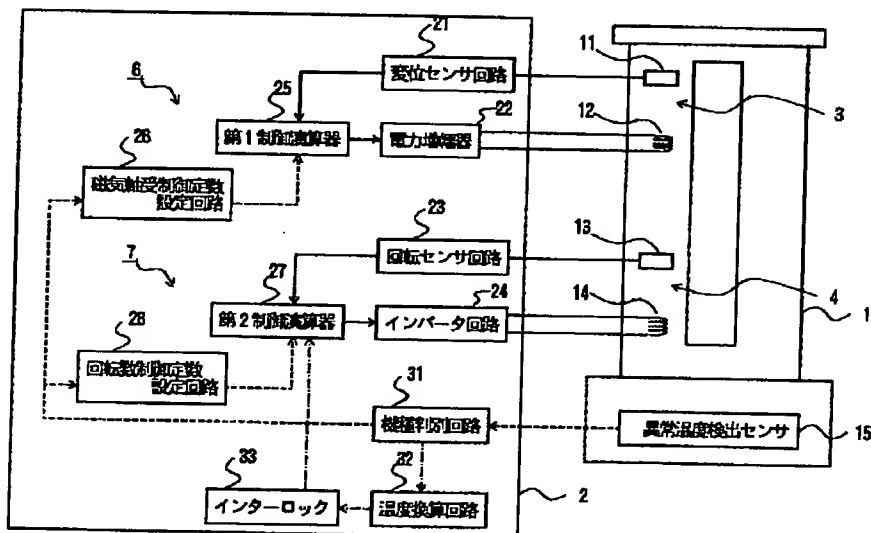 21
変位センサ回路
11
6
25
22
12
3
第1制御演算器
電力増幅器
26
磁気軸受制御定数
設定回路
23
回転センサ回路
13
7
27
24
14
4
第2制御演算器
インバータ回路
1
28
回転数制御定数
設定回路
31
機種判別回路
異常温度検出センサ
15
33
32
インターロック
温度換算回路
2